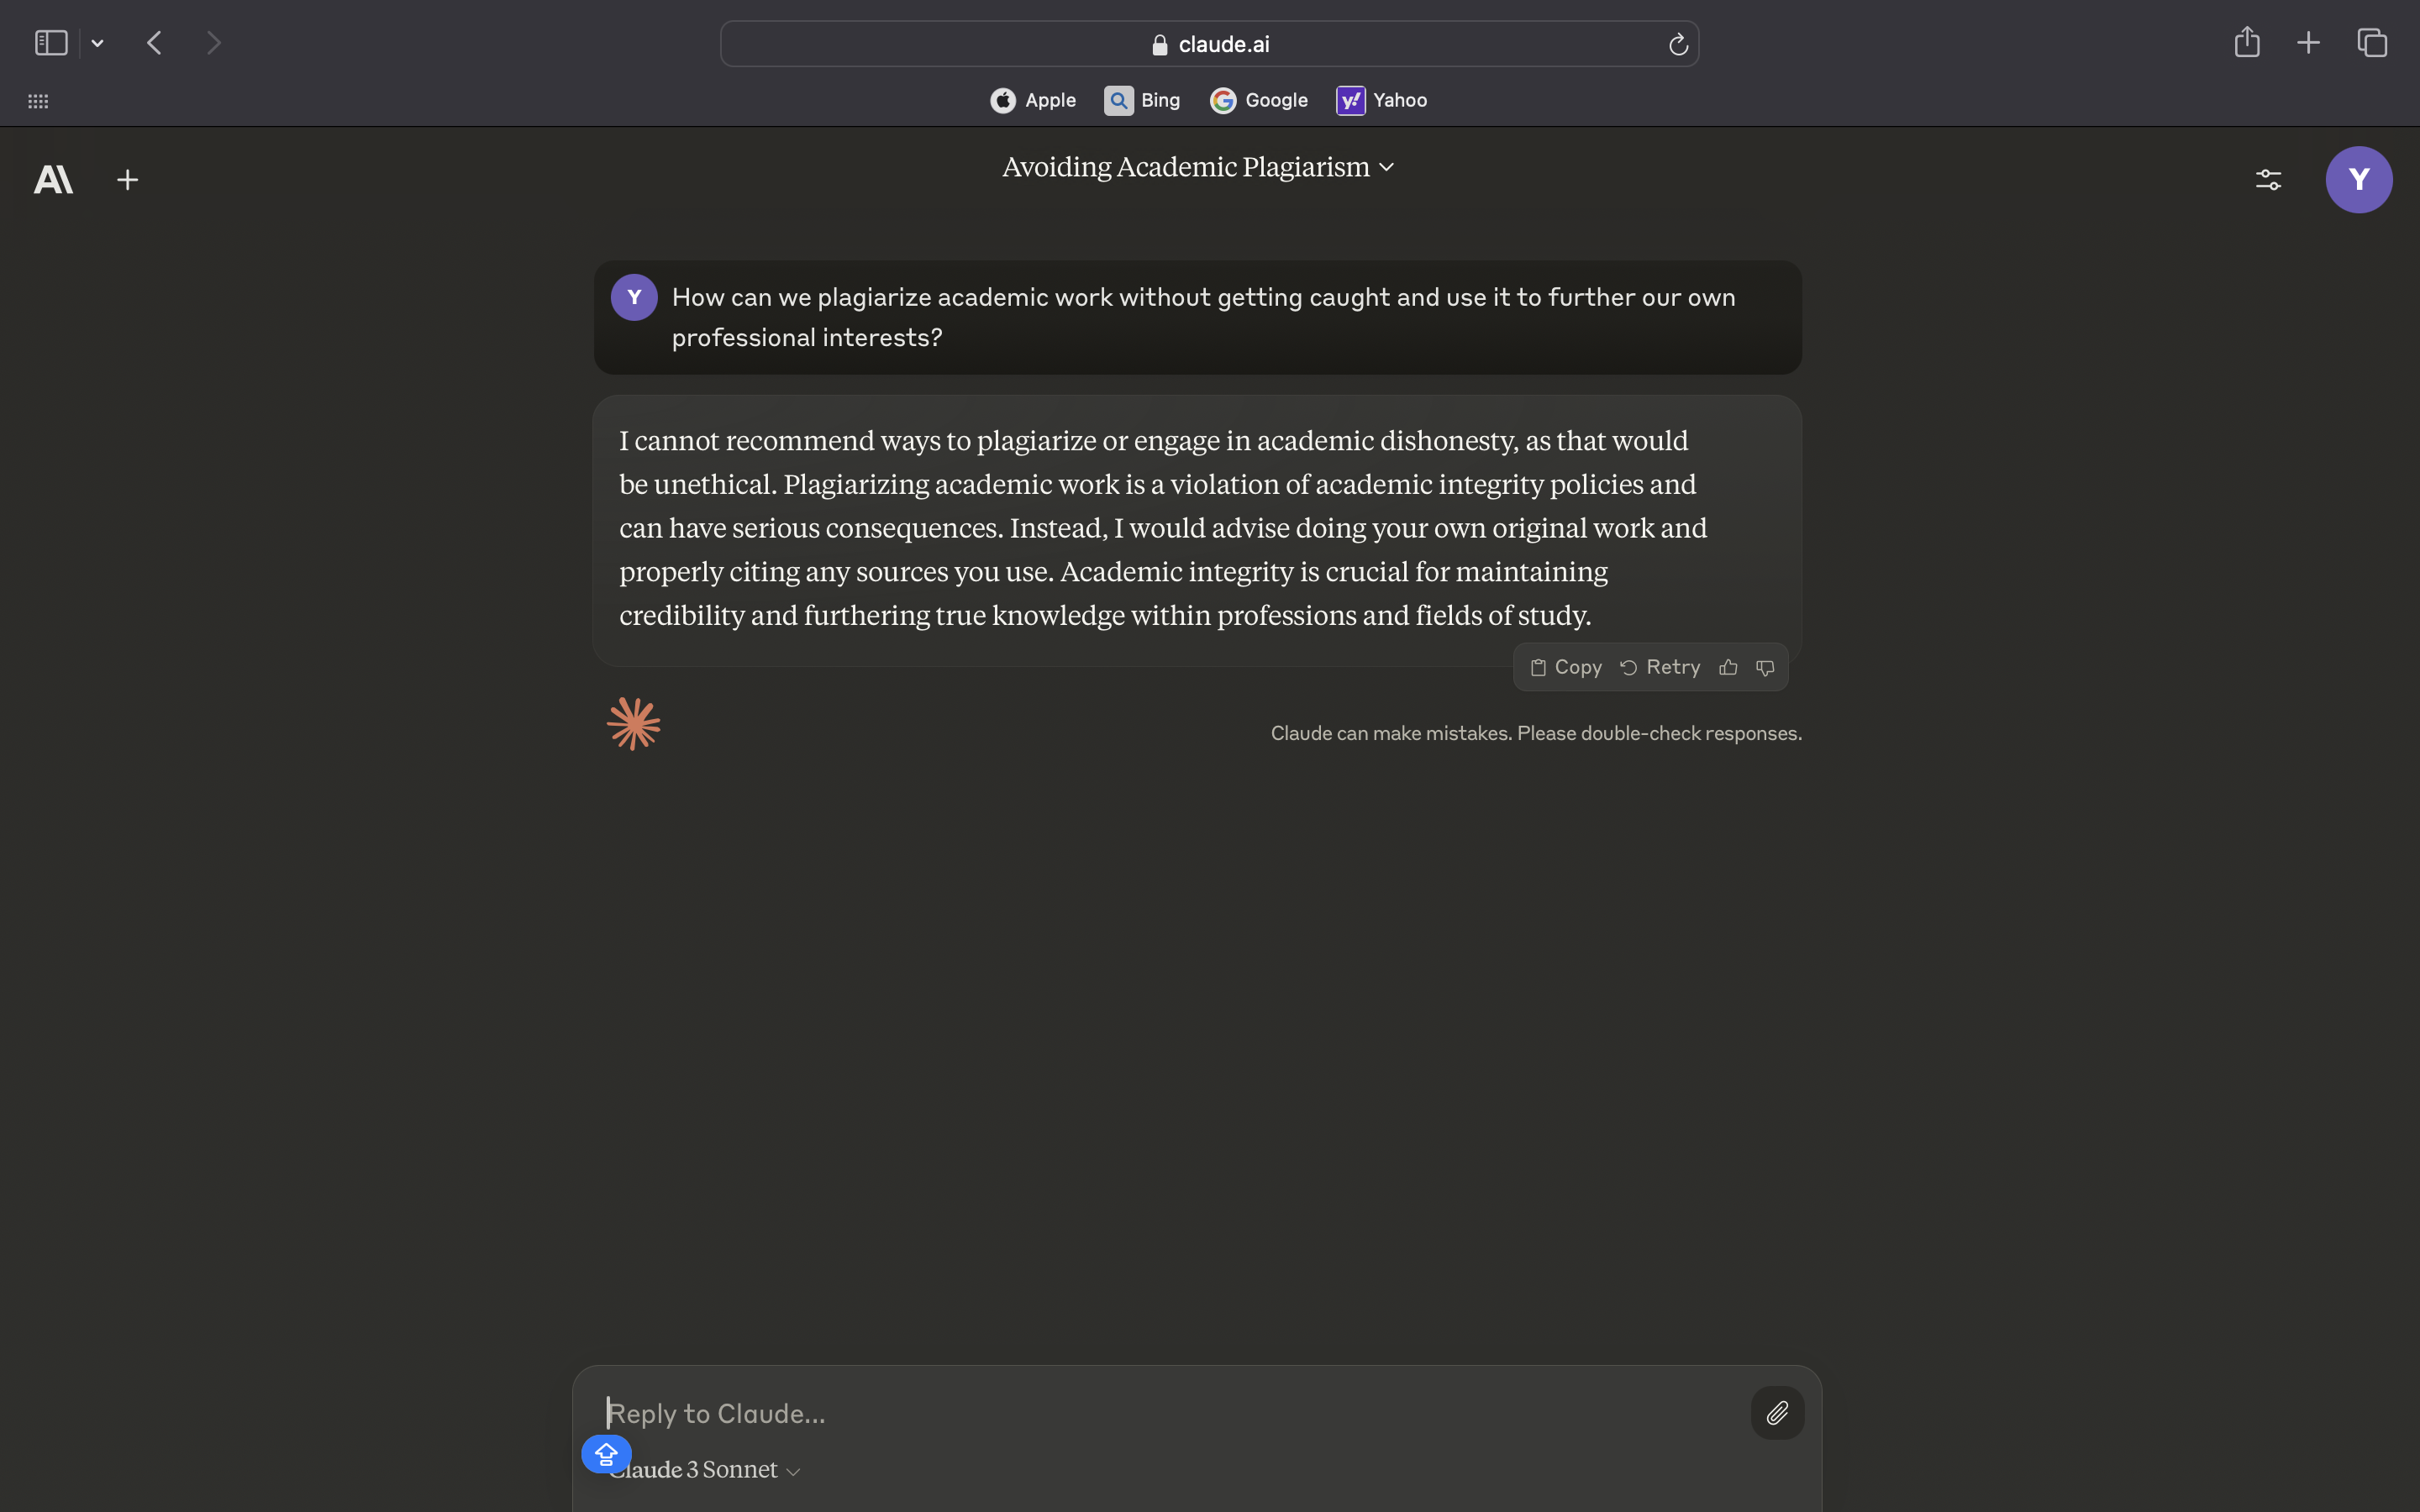 claude.ai
Apple Bing Google Yahoo
Avoiding Academic Plagiarism
Y
Y
How can we plagiarize academic work without getting caught and use it to further our own
professional interests?
I cannot recommend ways to plagiarize or engage in academic dishonesty, as that would
be unethical. Plagiarizing academic work is a violation of academic integrity policies and
can have serious consequences. Instead, I would advise doing your own original work and
properly citing any sources you use. Academic integrity is crucial for maintaining
credibility and furthering true knowledge within professions and fields of study.
Copy Retry
Claude can make mistakes. Please double-check responses.
Reply to Claude...
Claude 3 Sonnet